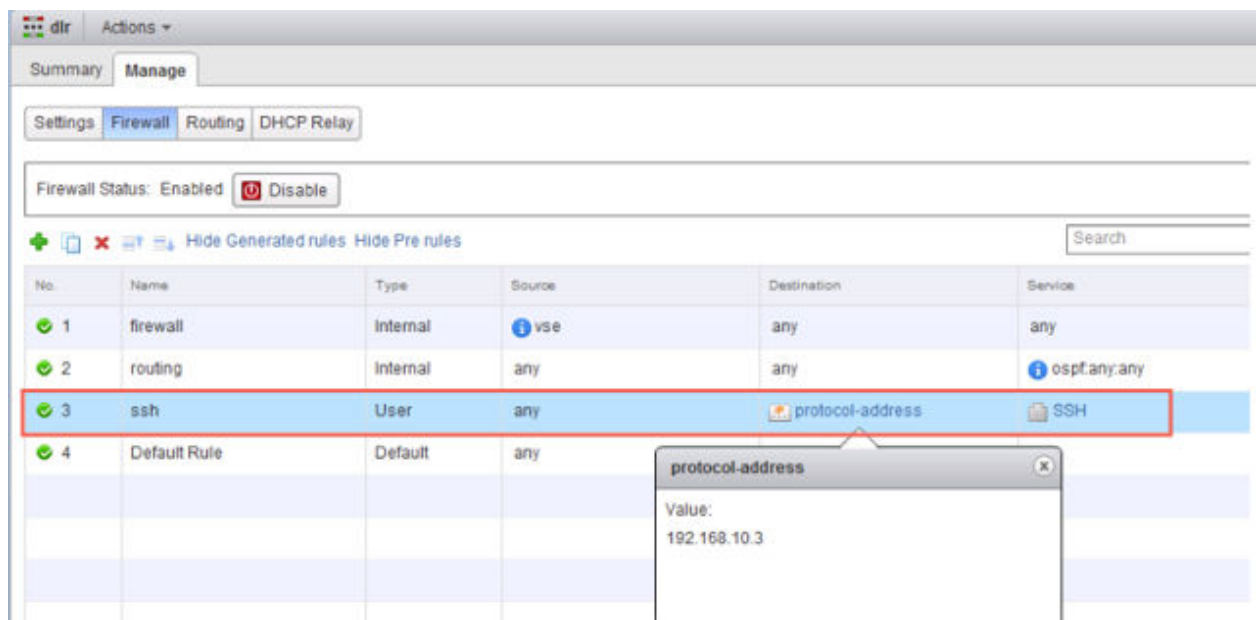 dlr Actions
Summary Manage
Settings Firewall Routing DHCP Relay
Firewall Status: Enabled Disable
Hide Generated rules Hide Pre rules Search
No. Name Type Source Destination Service
1 firewall Internal vse any any
2 routing Internal any any ospf:any:any
3 ssh User any protocol-address SSH
4 Default Rule Default any
protocol-address
Value:
192.168.10.3